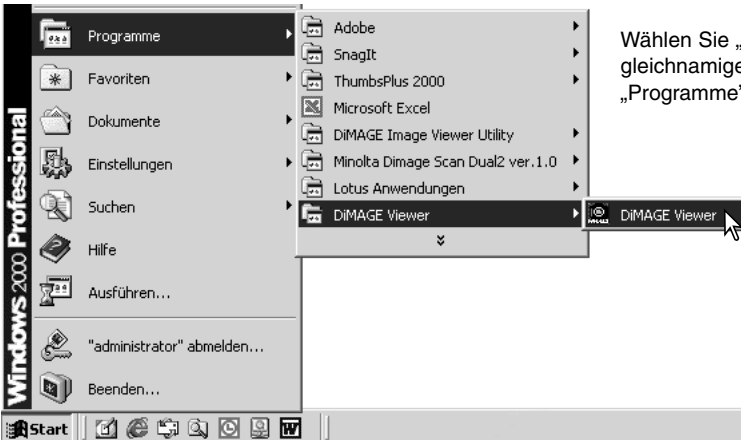 Windows 2000 Professional
Programme
Favoriten
Dokumente
Einstellungen
Suchen
Hilfe
Ausführen...
"administrator" abmelden...
Beenden...
Start
Adobe
SnagIt
ThumbsPlus 2000
Microsoft Excel
DiMAGE Image Viewer Utility
Minolta Dimage Scan Dual2 ver.1.0
Lotus Anwendungen
DiMAGE Viewer
DiMAGE Viewer
Wählen Sie „
gleichnamige
„Programme“